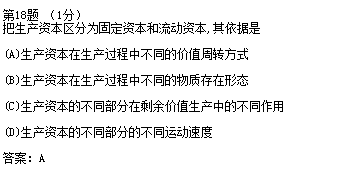 第18题 （1分）
把生产资本区分为固定资本和流动资本,其依据是
(A)生产资本在生产过程中不同的价值周转方式
(B)生产资本在生产过程中不同的物质存在形态
(C)生产资本的不同部分在剩余价值生产中的不同作用
(D)生产资本的不同部分的不同运动速度
答案：A